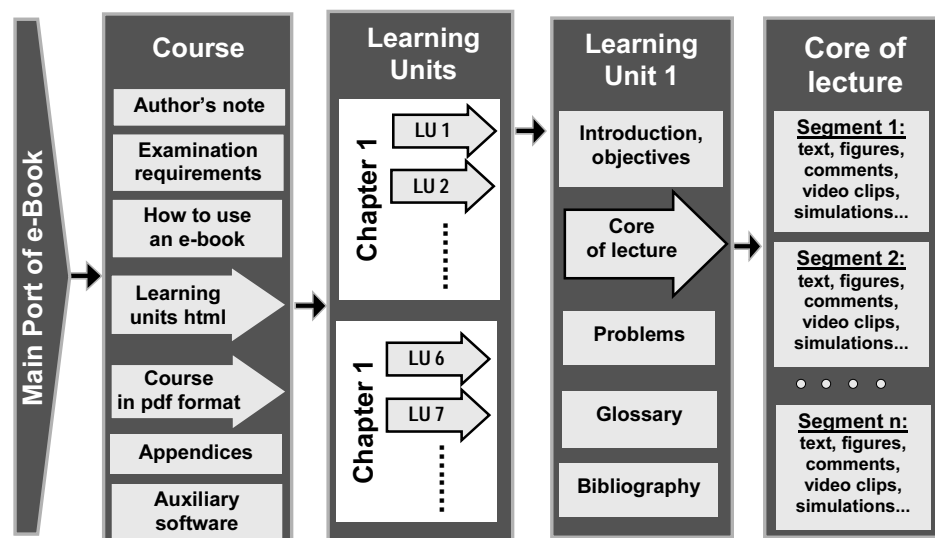 Main Port of e-Book
Course
Author's note
Examination
requirements
How to use
an e-book
Learning
units html
Course
in pdf format
Appendices
Auxiliary
software
Learning
Units
Chapter 1
LU 1
LU 2
Chapter 1
LU 6
LU 7
Learning
Unit 1
Introduction,
objectives
Core
of lecture
Problems
Glossary
Bibliography
Core of
lecture
Segment 1:
text, figures,
comments,
video clips,
simulations...
Segment 2:
text, figures,
comments,
video clips,
simulations...
Segment n:
text, figures,
comments,
video clips,
simulations...